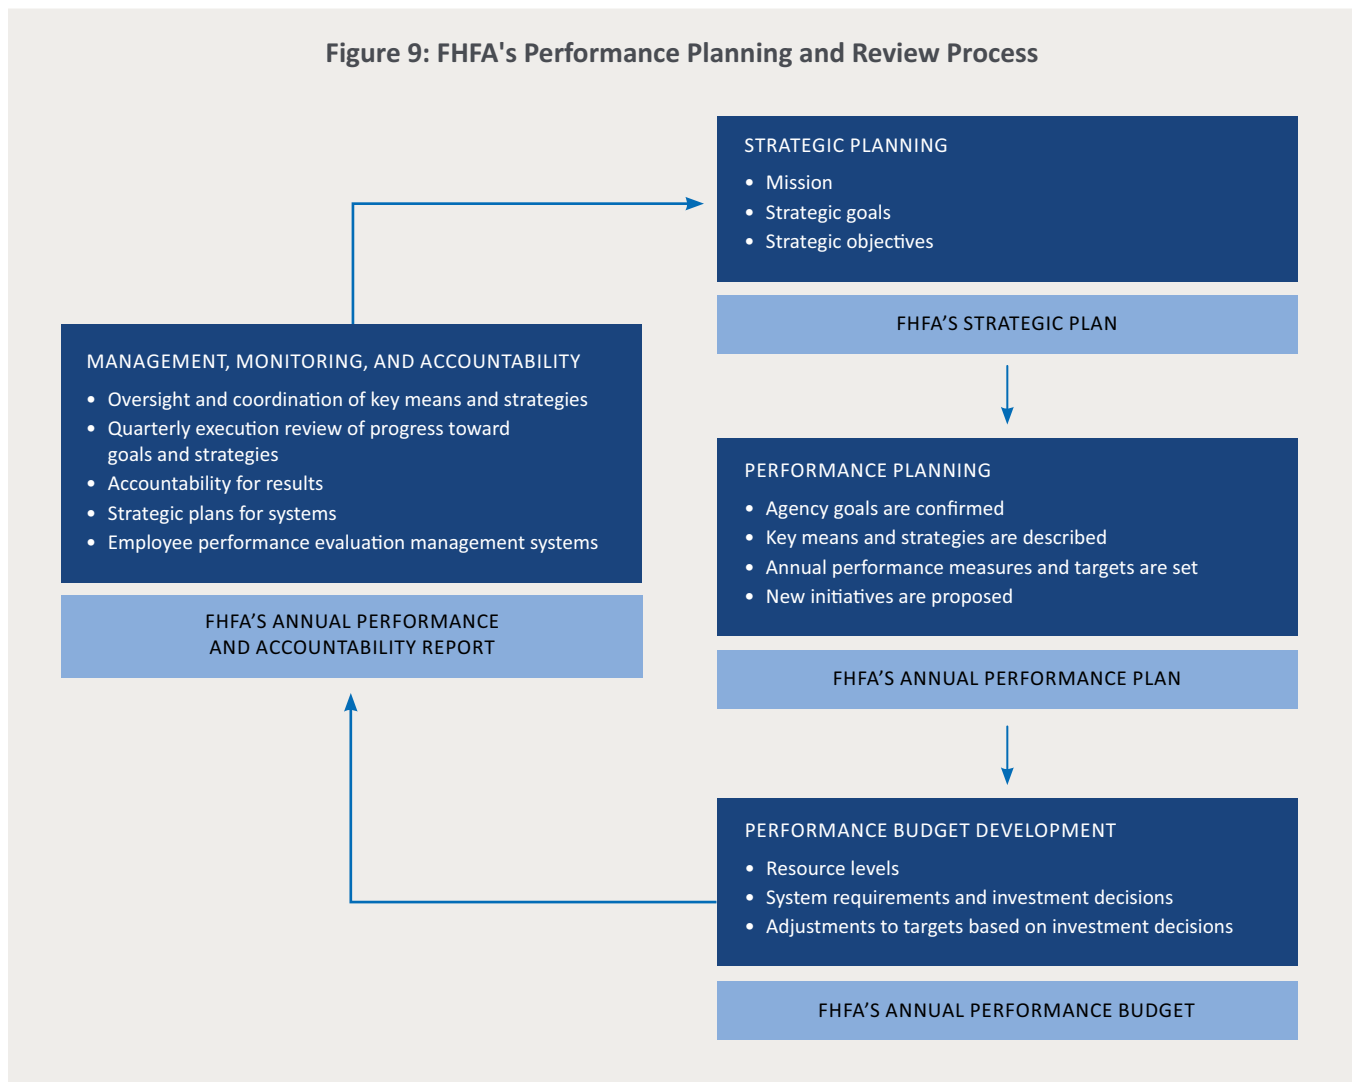 Figure 9: FHFA's Performance Planning and Review Process
STRATEGIC PLANNING
• Mission
• Strategic goals
• Strategic objectives
FHFA’S STRATEGIC PLAN
PERFORMANCE PLANNING
• Agency goals are confirmed
• Key means and strategies are described
• Annual performance measures and targets are set
• New initiatives are proposed
FHFA’S ANNUAL PERFORMANCE PLAN
PERFORMANCE BUDGET DEVELOPMENT
• Resource levels
• System requirements and investment decisions
• Adjustments to targets based on investment decisions
FHFA’S ANNUAL PERFORMANCE BUDGET
MANAGEMENT, MONITORING, AND ACCOUNTABILITY
• Oversight and coordination of key means and strategies
• Quarterly execution review of progress toward
goals and strategies
• Accountability for results
• Strategic plans for systems
• Employee performance evaluation management systems
FHFA’S ANNUAL PERFORMANCE
AND ACCOUNTABILITY REPORT